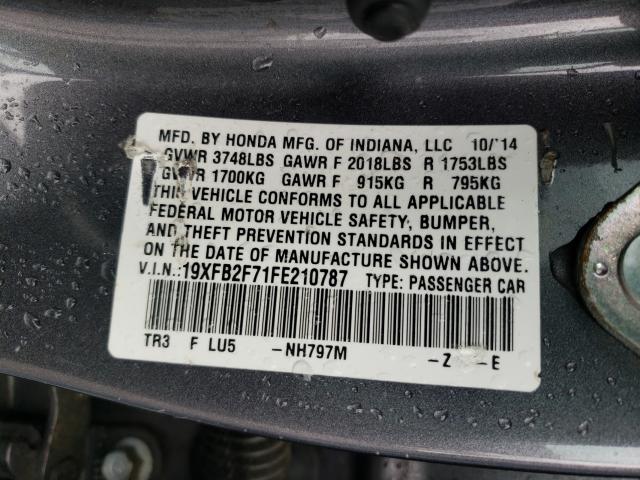 MFD. BY HONDA MFG. OF INDIANA, LLC 10/14
GVWR 3748LBS GAWR F 2018LBS R 1753LBS
GVWR 1700KG GAWR F 915KG R 795KG
THIS VEHICLE CONFORMS TO ALL APPLICABLE
FEDERAL MOTOR VEHICLE SAFETY, BUMPER,
AND THEFT PREVENTION STANDARDS IN EFFECT
ON THE DATE OF MANUFACTURE SHOWN ABOVE.
V.I.N.:19XFB2F71FE210787 TYPE: PASSENGER CAR
TR3 F LU5 -NH797M -Z -E